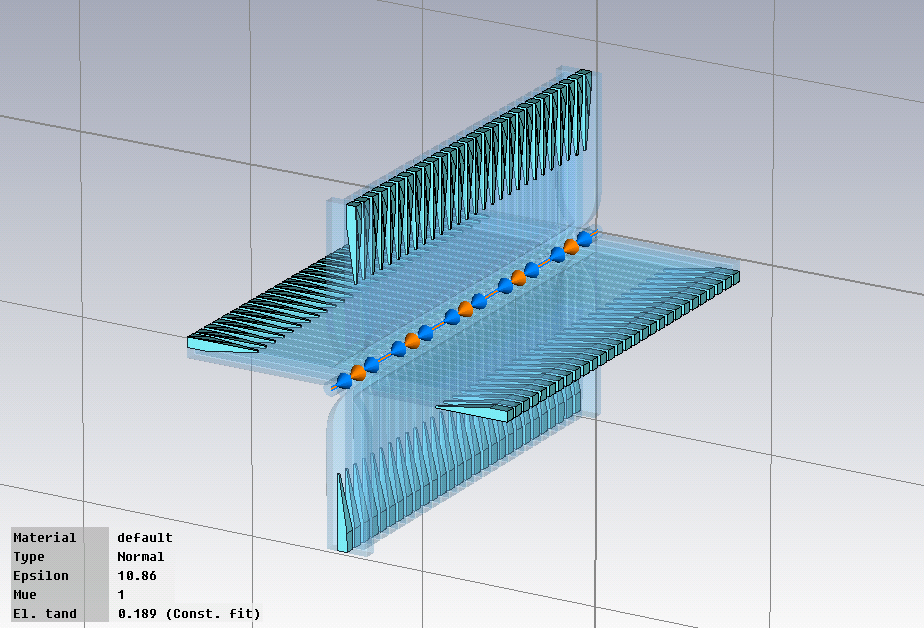 Material default
Type Normal
Epsilon 10.86
Mue 1
El. tand 0.189 (Const. fit)